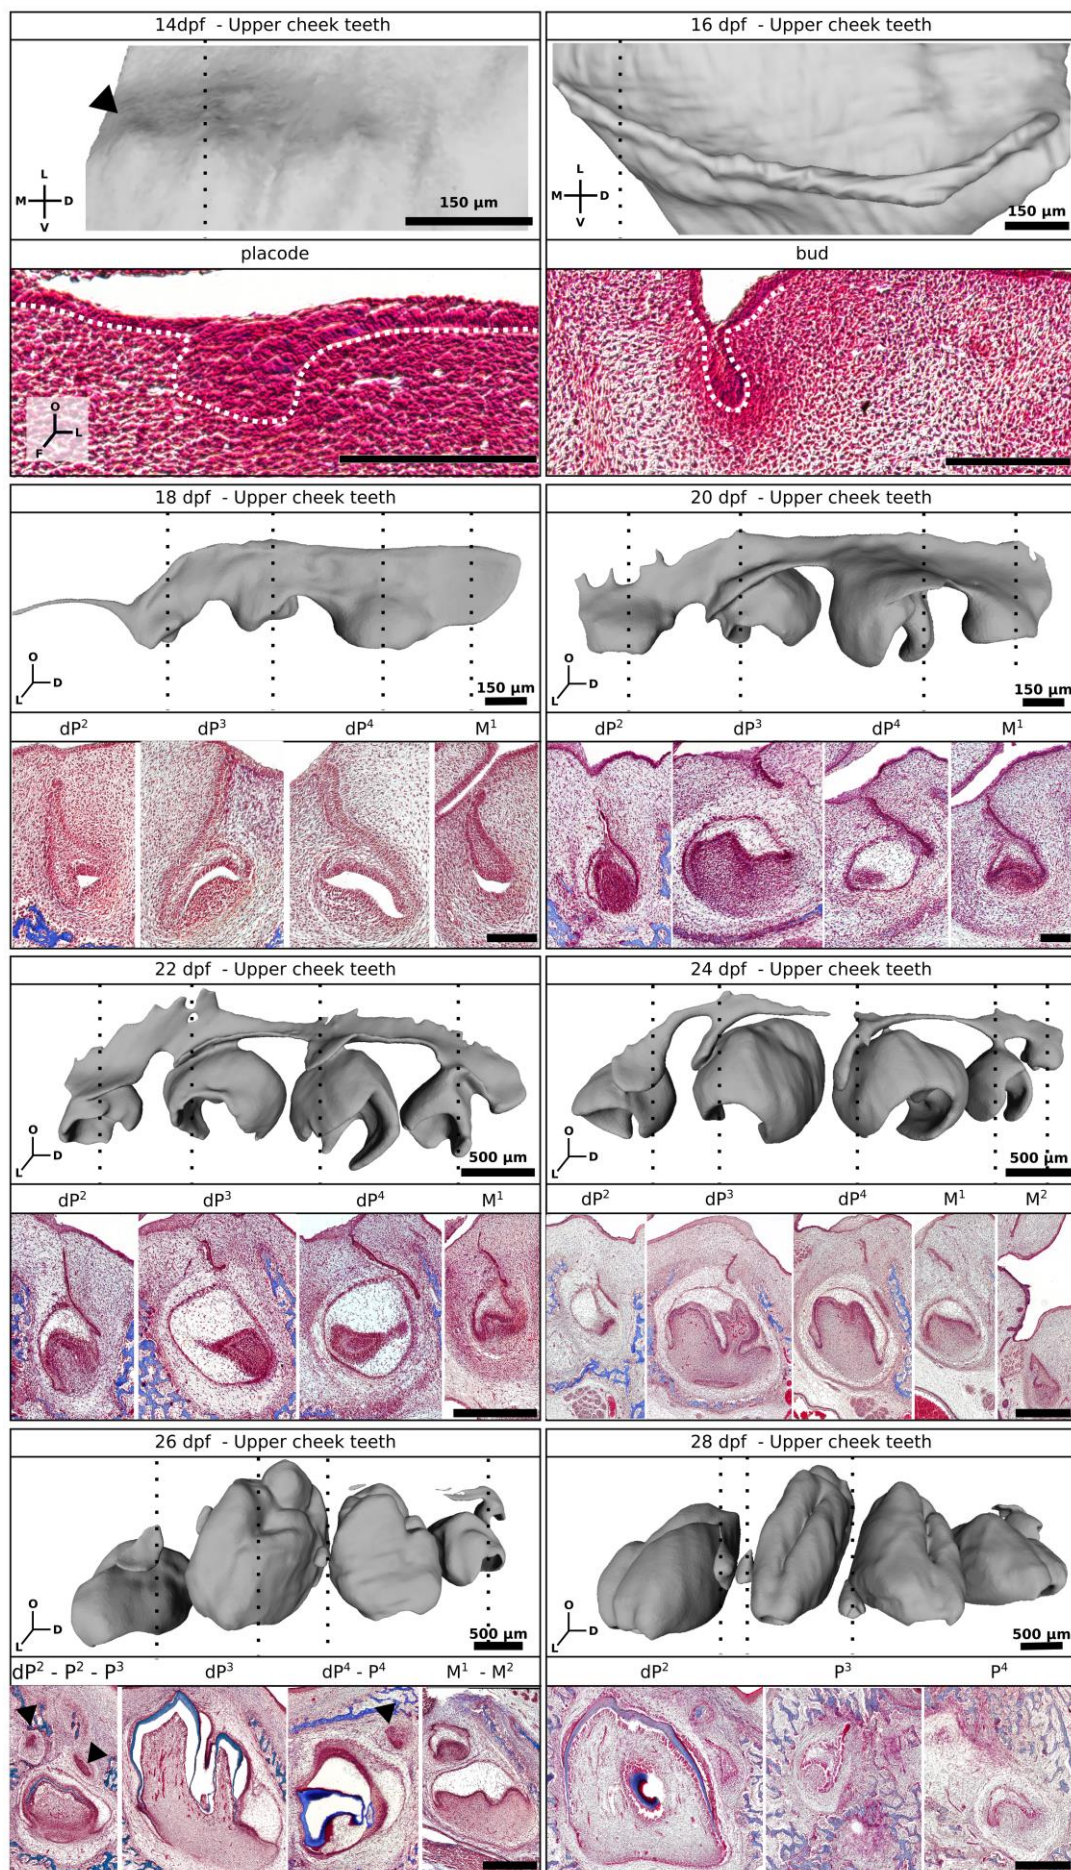 14dpf - Upper cheek teeth
16 dpf - Upper cheek teeth
L
M D
V
150 µm
L
M D
V
150 µm
placode
bud
O
L
F
18 dpf - Upper cheek teeth
20 dpf - Upper cheek teeth
O
D
L
150 µm
O
D
L
150 µm
dP² dP³ dP⁴ M¹
dP² dP³ dP⁴ M¹
22 dpf - Upper cheek teeth
24 dpf - Upper cheek teeth
O
D
L
500 µm
O
D
L
500 µm
dP² dP³ dP⁴ M¹
dP² dP³ dP⁴ M¹ M²
26 dpf - Upper cheek teeth
28 dpf - Upper cheek teeth
O
D
L
500 µm
O
D
L
500 µm
dP² - P² - P³ dP³ dP⁴ - P⁴ M¹ - M²
dP² P³ P⁴